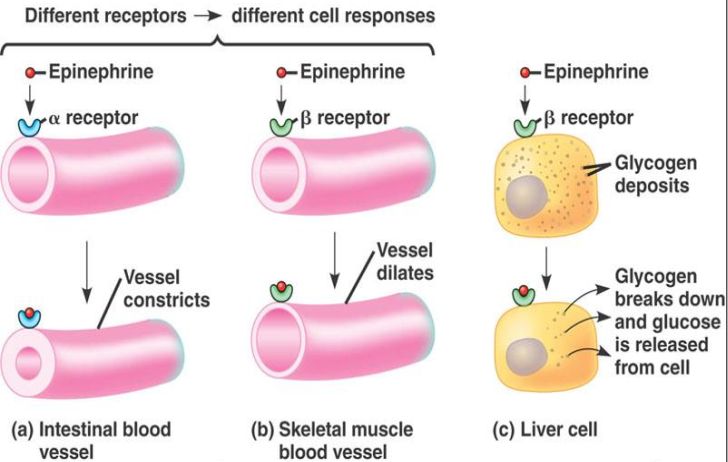 Different receptors → different cell responses
Epinephrine
α receptor
Vessel
constricts
(a) Intestinal blood
vessel
Epinephrine
β receptor
Vessel
dilates
(b) Skeletal muscle
blood vessel
Epinephrine
β receptor
Glycogen
deposits
Glycogen
breaks down
and glucose
is released
from cell
(c) Liver cell